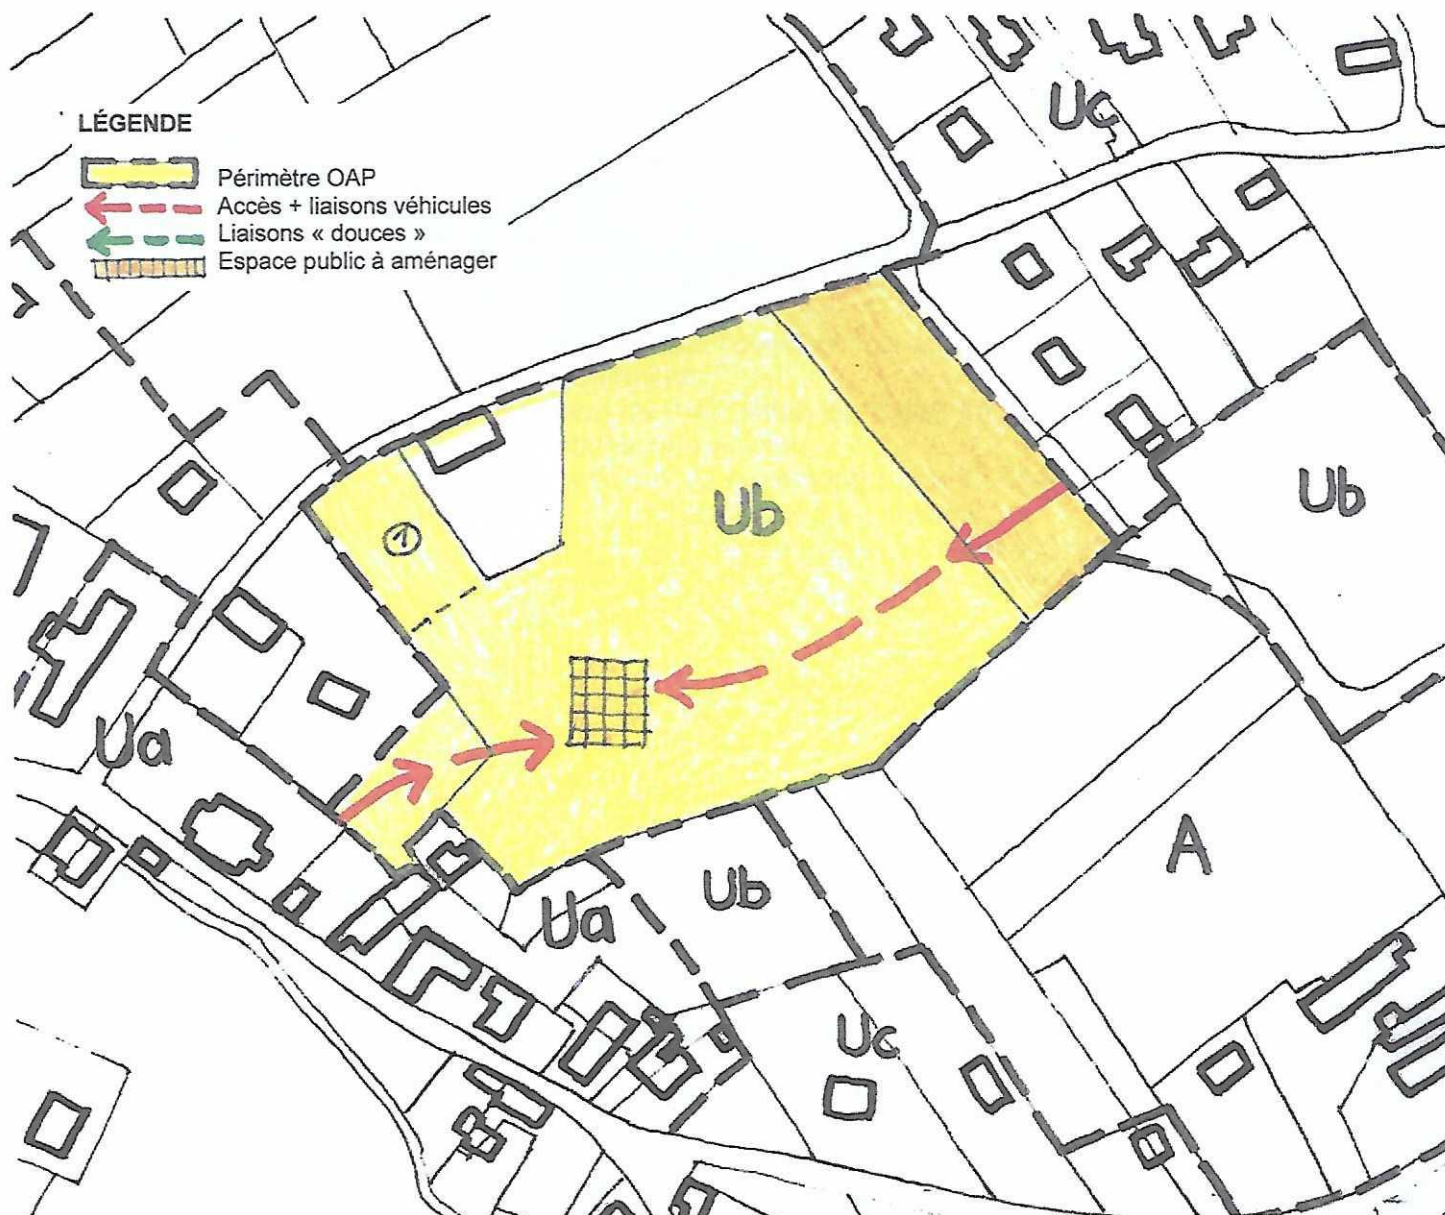 LÉGENDE
Périmètre OAP
Accès + liaisons véhicules
Liaisons « douces »
Espace public à aménager
Uc
Ub
Ub
1
Ua
A
Ub
Ua
Uc